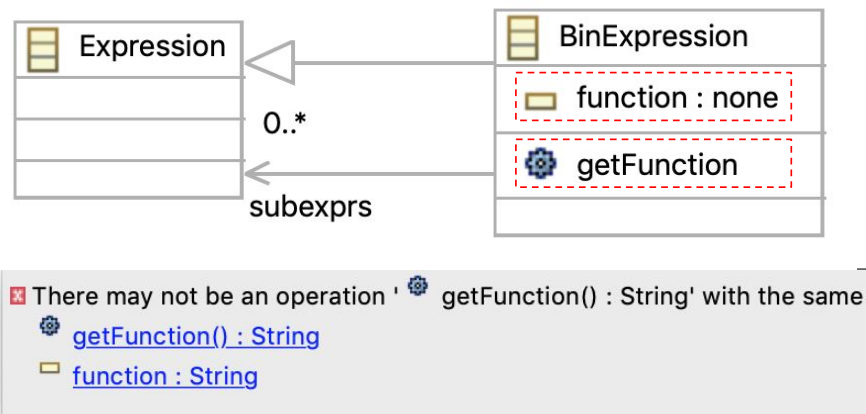 Expression
BinExpression
function : none
0..*
getFunction
subexprs
There may not be an operation ' getFunction() : String' with the same
getFunction() : String
function : String